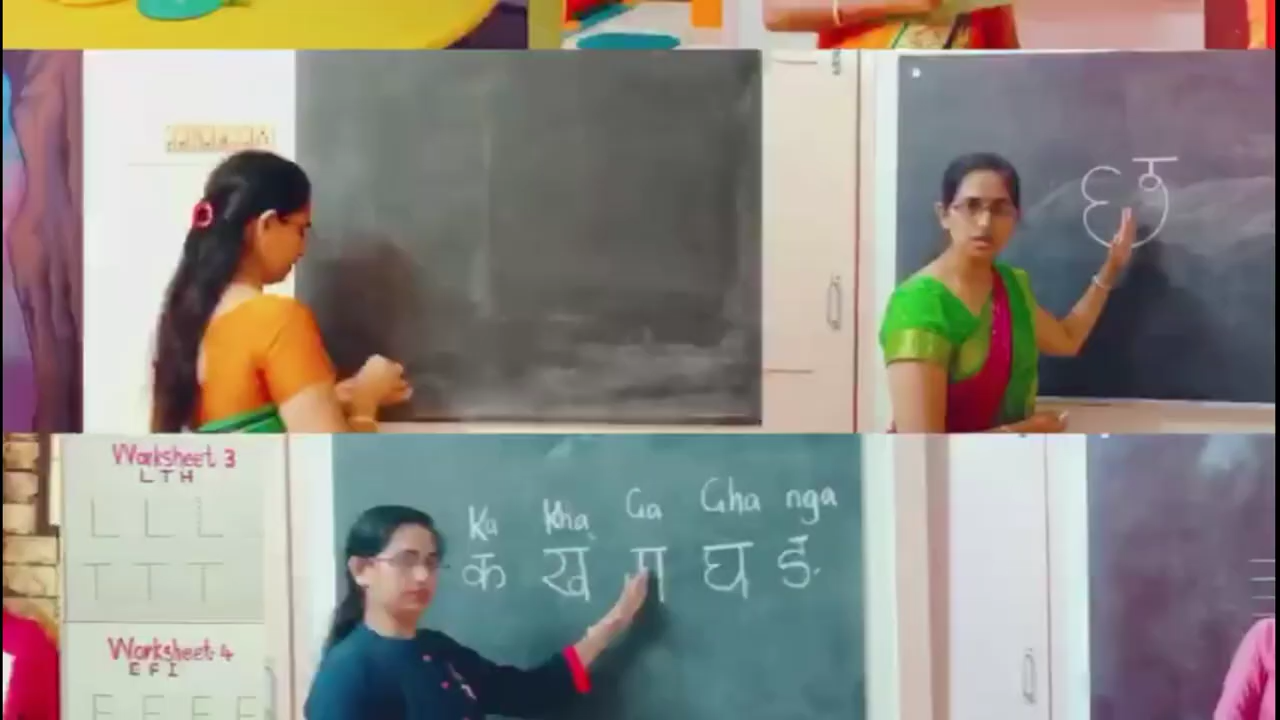 छ
Worksheet 3
L T H
L L L
T T T
Ka Kha Ga Gha nga
क ख ग घ ङ
Worksheet 4
E F I
E E E E